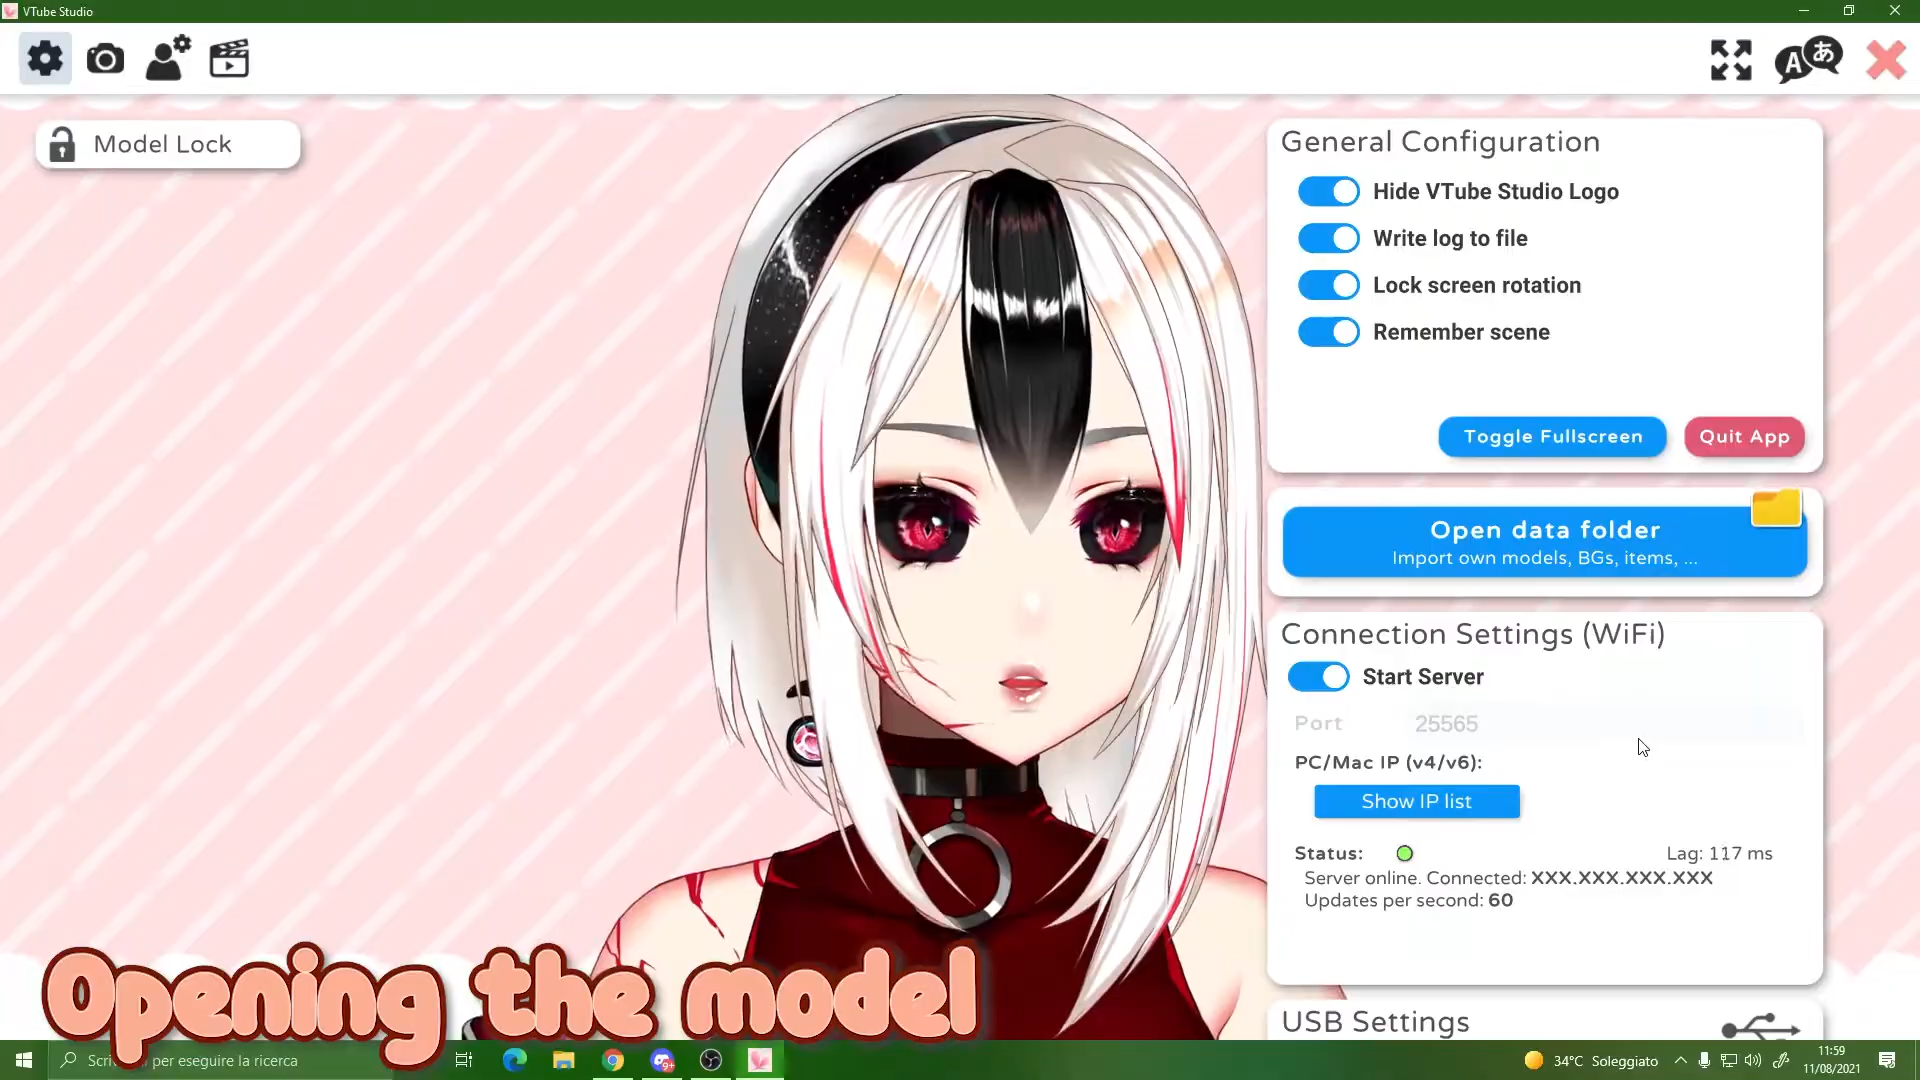 VTube Studio
A あ
Model Lock
General Configuration
Hide VTube Studio Logo
Write log to file
Lock screen rotation
Remember scene
Toggle Fullscreen
Quit App
Open data folder
Import own models, BGs, items, ...
Connection Settings (WiFi)
Start Server
Port 25565
PC/Mac IP (v4/v6):
Show IP list
Status: Lag: 117 ms
Server online. Connected: XXX.XXX.XXX.XXX
Updates per second: 60
USB Settings
Opening the model
per eseguire la ricerca
9+
34°C Soleggiato
11:59
11/08/2021